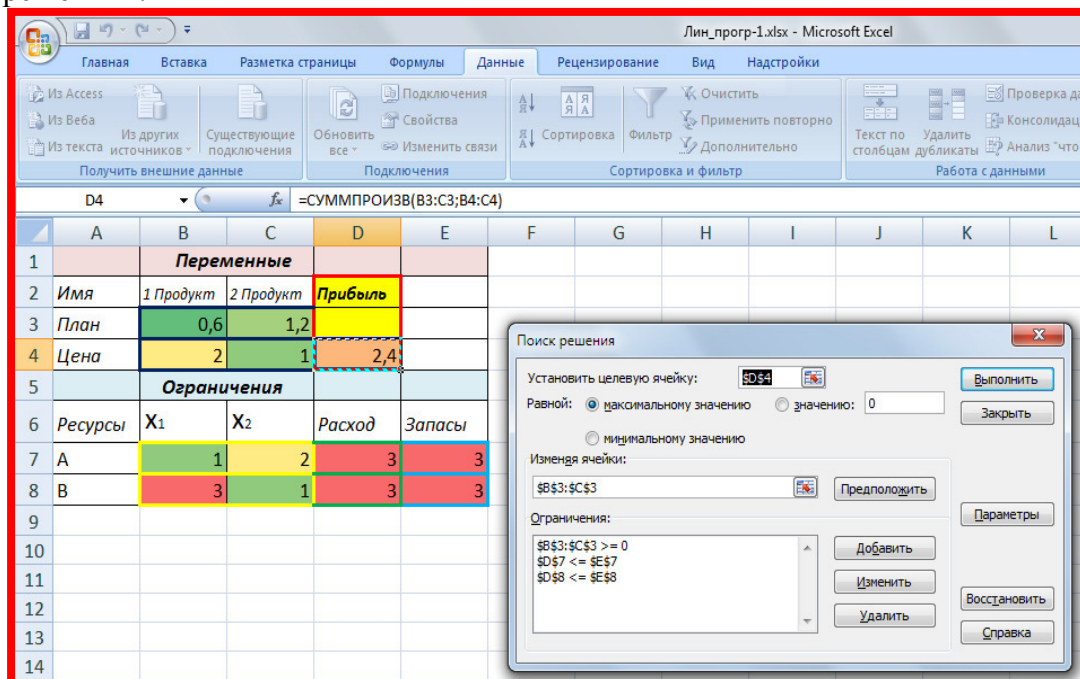 Лин_прогр-1.xlsx - Microsoft Excel
Главная Вставка Разметка страницы Формулы Данные Рецензирование Вид Надстройки
Из Access
Из Веба
Из текста
Из других источников
Существующие подключения
Получить внешние данные
Обновить все
Подключения
Свойства
Изменить связи
Подключения
Сортировка
Фильтр
Очистить
Применить повторно
Дополнительно
Сортировка и фильтр
Текст по столбцам
Удалить дубликаты
Проверка да
Консолидац
Анализ "что
Работа с данными
D4 fx =СУММПРОИЗВ(B3:C3;B4:C4)
A B C D E F G H I J K L
1 Переменные
2 Имя 1 Продукт 2 Продукт Прибыль
3 План 0,6 1,2
4 Цена 2 1 2,4
5 Ограничения
6 Ресурсы X1 X2 Расход Запасы
7 A 1 2 3 3
8 B 3 1 3 3
9
10
11
12
13
14
Поиск решения
Установить целевую ячейку: $D$4 Выполнить
Равной: максимальному значению значению: 0 Закрыть
минимальному значению
Изменяя ячейки:
$B$3:$C$3 Предположить
Ограничения: Параметры
$B$3:$C$3 >= 0 Добавить
$D$7 <= $E$7
$D$8 <= $E$8 Изменить
Восстановить
Удалить
Справка